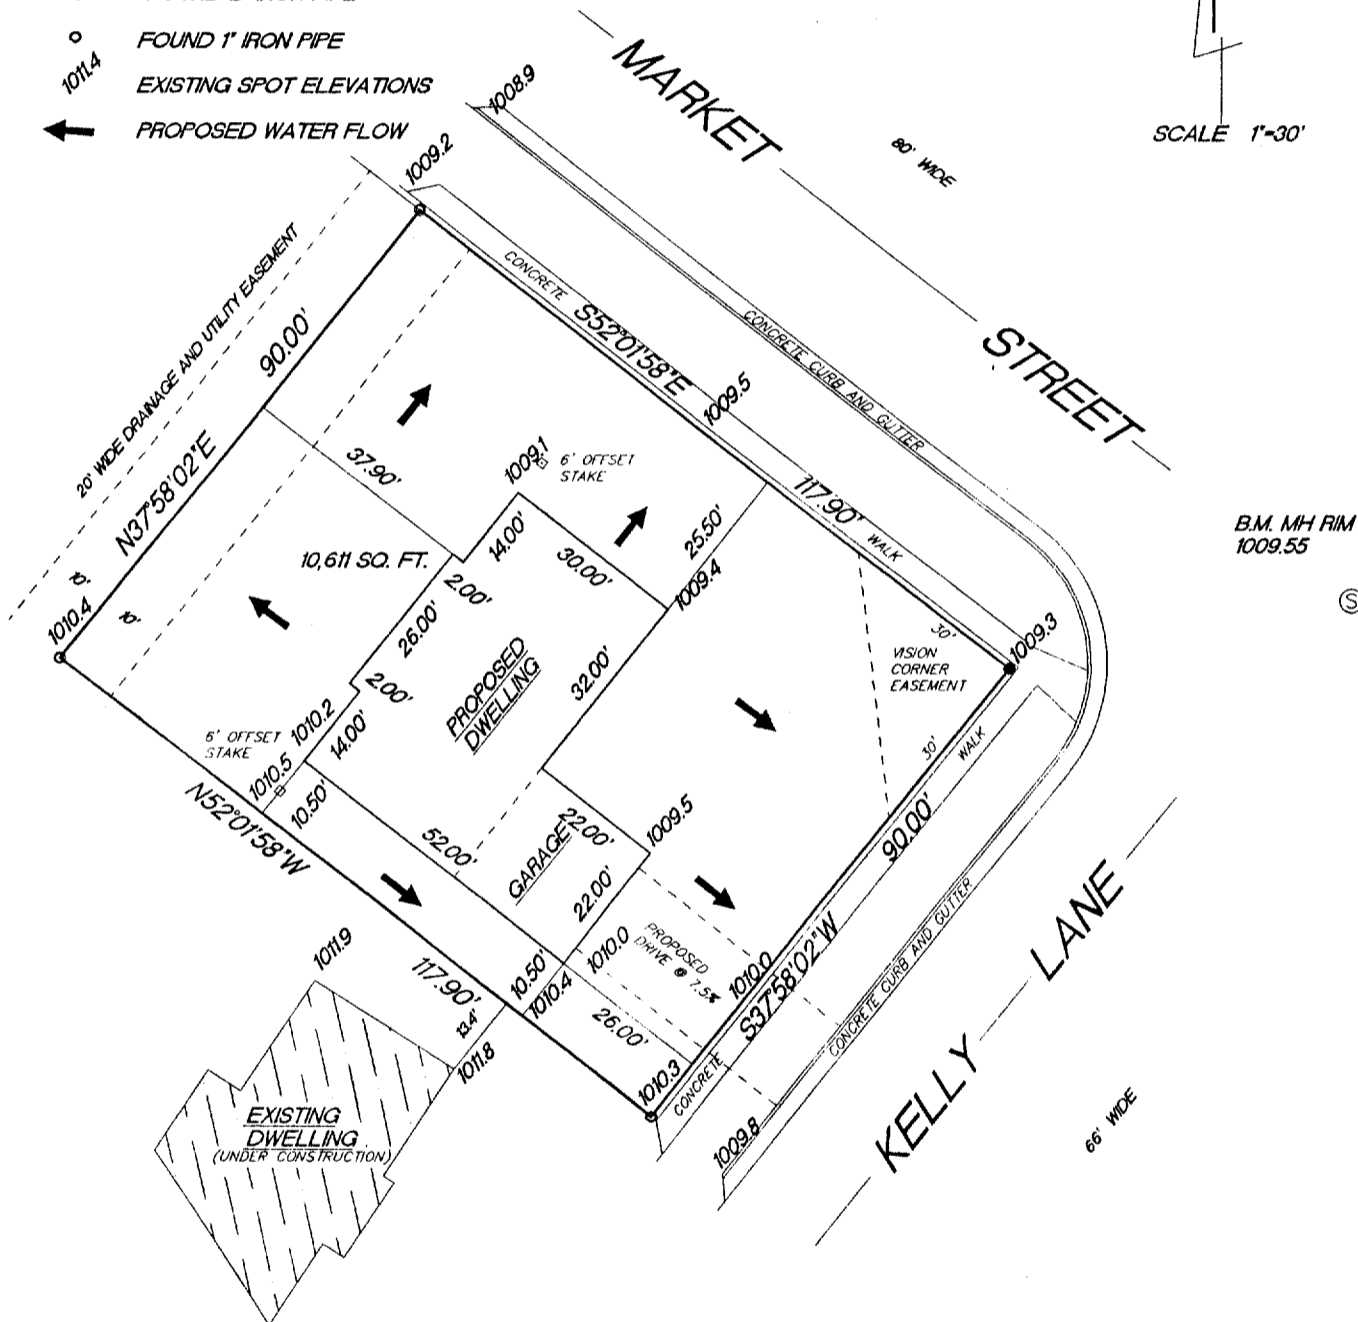 FOUND 1" IRON PIPE
1011.4
EXISTING SPOT ELEVATIONS
PROPOSED WATER FLOW
SCALE 1"=30'
MARKET
STREET
80' WIDE
1008.9
1009.2
20' WIDE DRAINAGE AND UTILITY EASEMENT
90.00'
N37°58'02"E
CONCRETE
S52°01'58"E
CONCRETE CURB AND GUTTER
1009.5
117.90'
WALK
B.M. MH RIM
1009.55
S
37.90'
1009.1
6' OFFSET
STAKE
14.00'
30.00'
25.50'
1009.4
10,611 SQ. FT.
2.00'
26.00'
2.00'
14.00'
PROPOSED
DWELLING
32.00'
10'
10'
1010.4
30'
1009.3
VISION
CORNER
EASEMENT
30'
WALK
6' OFFSET
STAKE
1010.2
1010.5
10.50'
N52°01'58"W
52.00'
22.00'
GARAGE
22.00'
1009.5
90.00'
S37°58'02"W
PROPOSED
DRIVE @ 7.5%
1010.0
1010.0
10.50'
1010.4
26.00'
1010.3
CONCRETE
CONCRETE CURB AND GUTTER
1009.8
KELLY
LANE
66' WIDE
1011.9
117.90'
13.4'
1011.8
EXISTING
DWELLING
(UNDER CONSTRUCTION)